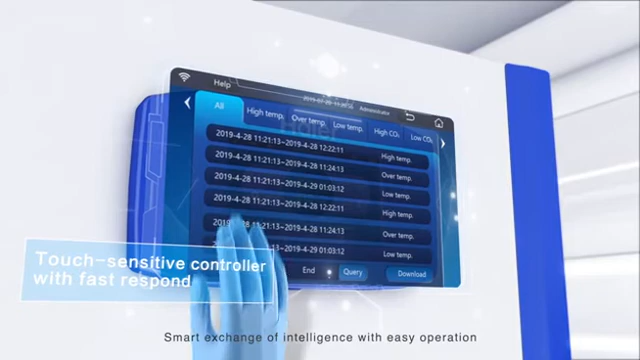 Help
Administrator
All
High temp.
Over temp.
Low temp.
High CO₂
Low CO₂
2019-4-28 11:21:13~2019-4-28 12:22:11 High temp.
2019-4-28 11:21:13~2019-4-28 11:24:13 Over temp.
2019-4-28 11:21:13~2019-4-29 01:03:12 Low temp.
2019-4-28 11:21:13~2019-4-28 12:22:11 High temp.
11:21:13~2019-4-28 11:24:13 Over temp.
11:21:13~2019-4-29 01:03:12 Low temp.
End
Query
Download
Touch-sensitive controller
with fast respond
Smart exchange of intelligence with easy operation